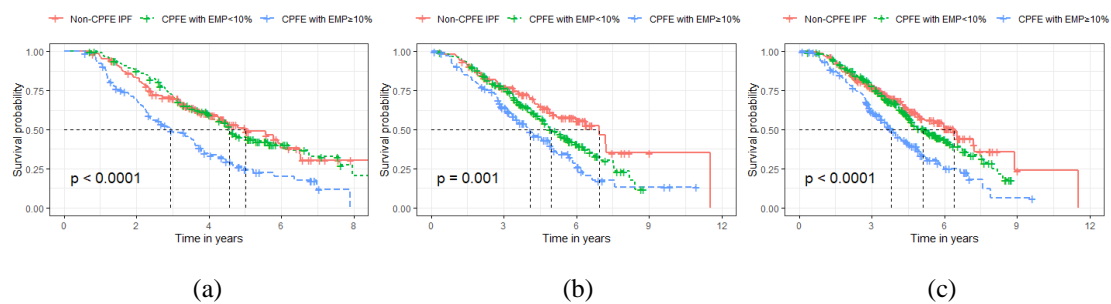 Non-CPFE IPF CPFE with EMP<10% CPFE with EMP≥10%
1.00
0.75
0.50
0.25
0.00
Survival probability
p < 0.0001
0 2 4 6 8
Time in years
(a)
Non-CPFE IPF CPFE with EMP<10% CPFE with EMP≥10%
1.00
0.75
0.50
0.25
0.00
Survival probability
p = 0.001
0 3 6 9 12
Time in years
(b)
Non-CPFE IPF CPFE with EMP<10% CPFE with EMP≥10%
1.00
0.75
0.50
0.25
0.00
Survival probability
p < 0.0001
0 3 6 9 12
Time in years
(c)